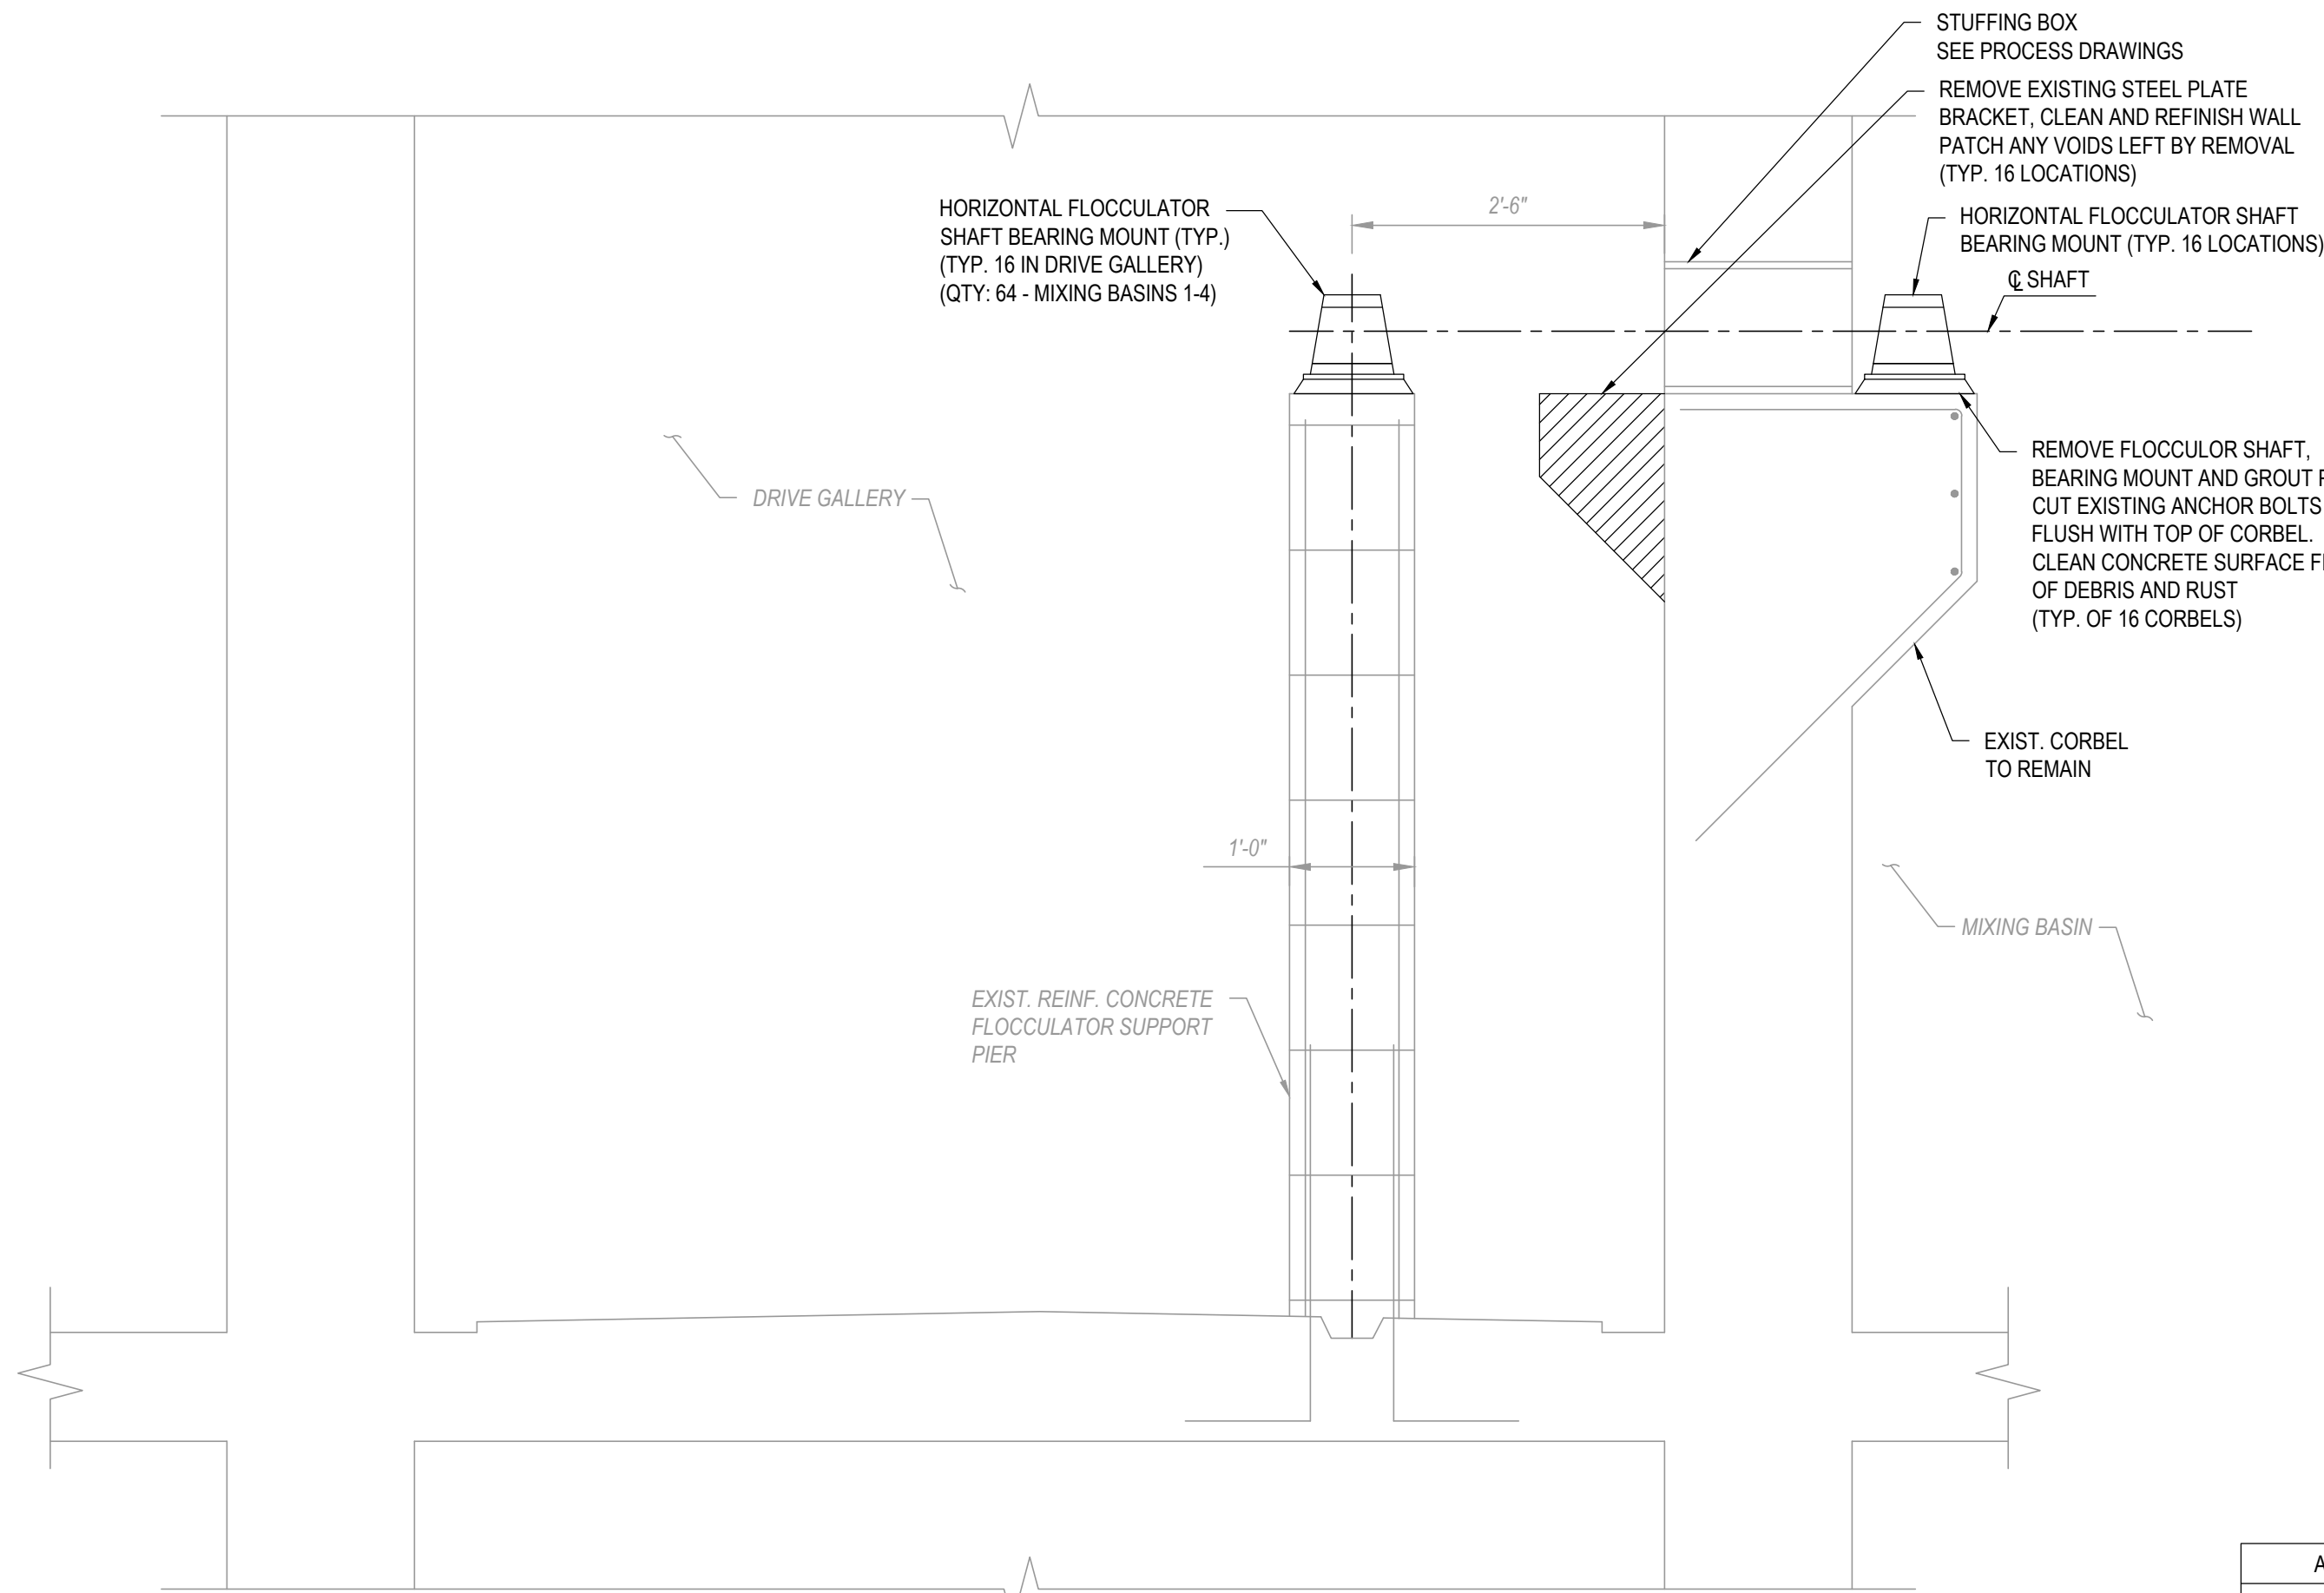 STUFFING BOX
SEE PROCESS DRAWINGS
REMOVE EXISTING STEEL PLATE
BRACKET, CLEAN AND REFINISH WALL
PATCH ANY VOIDS LEFT BY REMOVAL
(TYP. 16 LOCATIONS)
HORIZONTAL FLOCCULATOR
SHAFT BEARING MOUNT (TYP.)
(TYP. 16 IN DRIVE GALLERY)
(QTY: 64 - MIXING BASINS 1-4)
2'-6"
HORIZONTAL FLOCCULATOR SHAFT
BEARING MOUNT (TYP. 16 LOCATIONS)
℄ SHAFT
DRIVE GALLERY
REMOVE FLOCCULOR SHAFT,
BEARING MOUNT AND GROUT
CUT EXISTING ANCHOR BOLTS
FLUSH WITH TOP OF CORBEL.
CLEAN CONCRETE SURFACE
OF DEBRIS AND RUST
(TYP. OF 16 CORBELS)
EXIST. CORBEL
TO REMAIN
1'-0"
MIXING BASIN
EXIST. REINF. CONCRETE
FLOCCULATOR SUPPORT
PIER